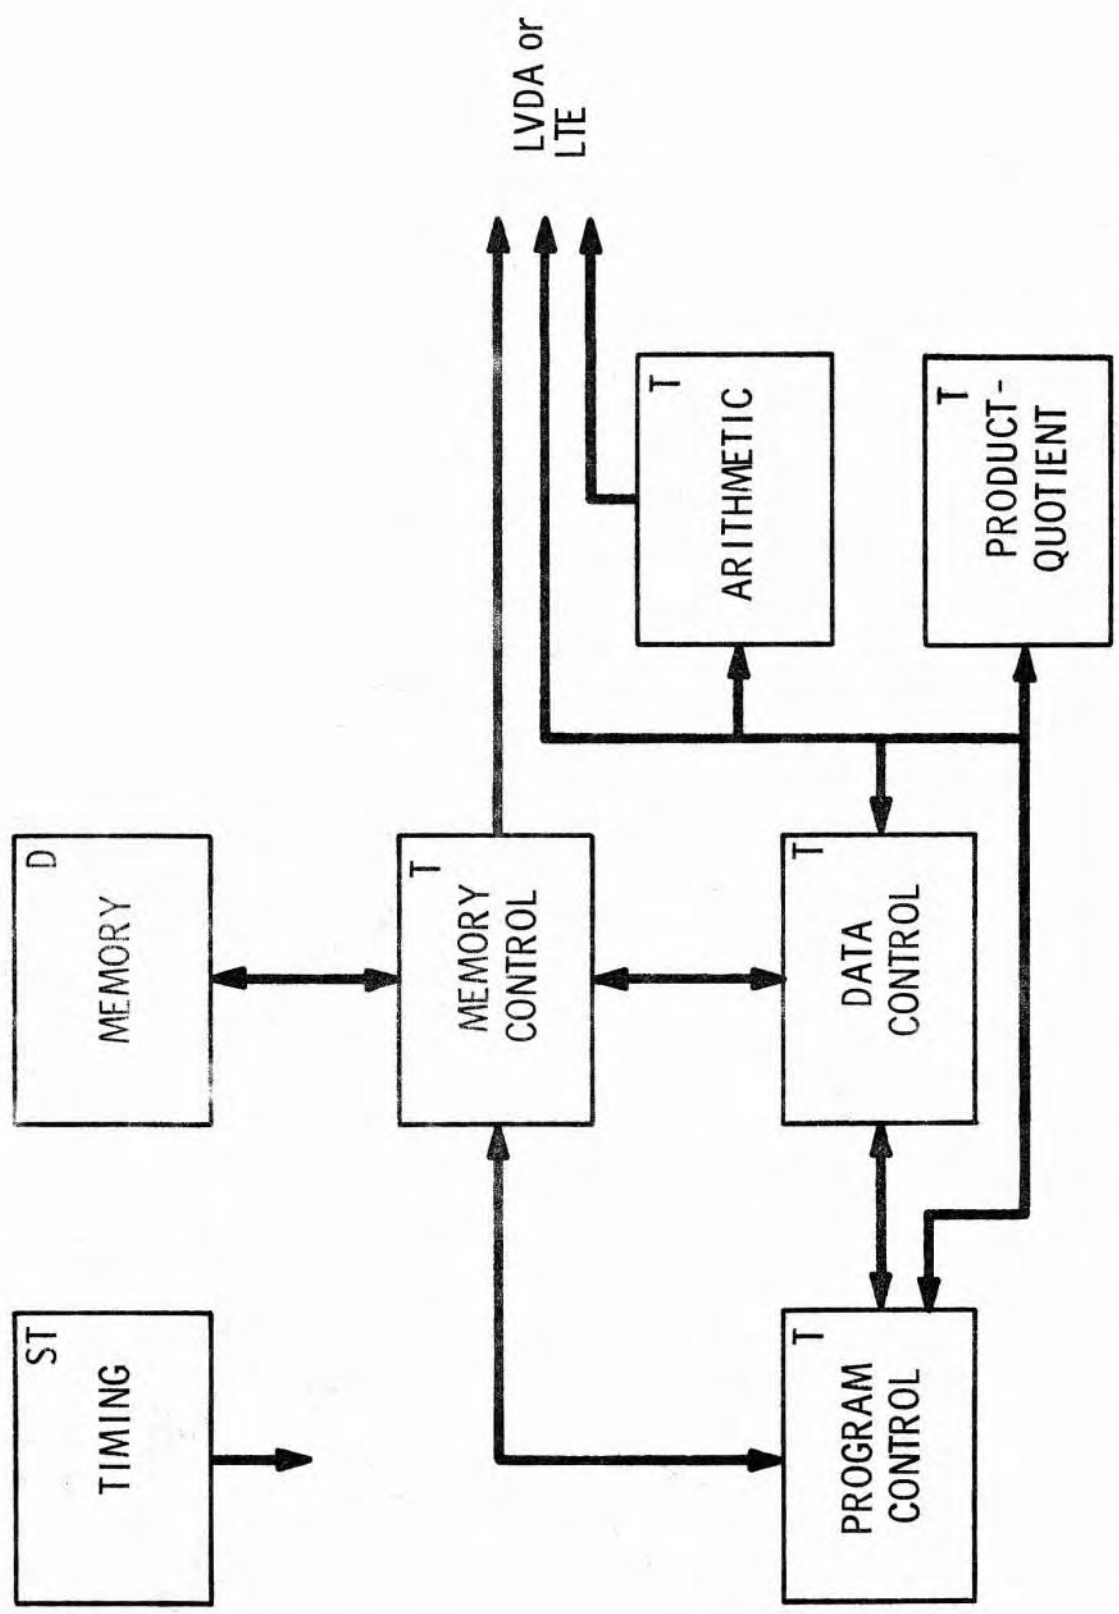 ST
TIMING
D
MEMORY
T
MEMORY
CONTROL
LVDA or
LTE
T
PROGRAM
CONTROL
T
DATA
CONTROL
T
ARITHMETIC
T
PRODUCT-
QUOTIENT